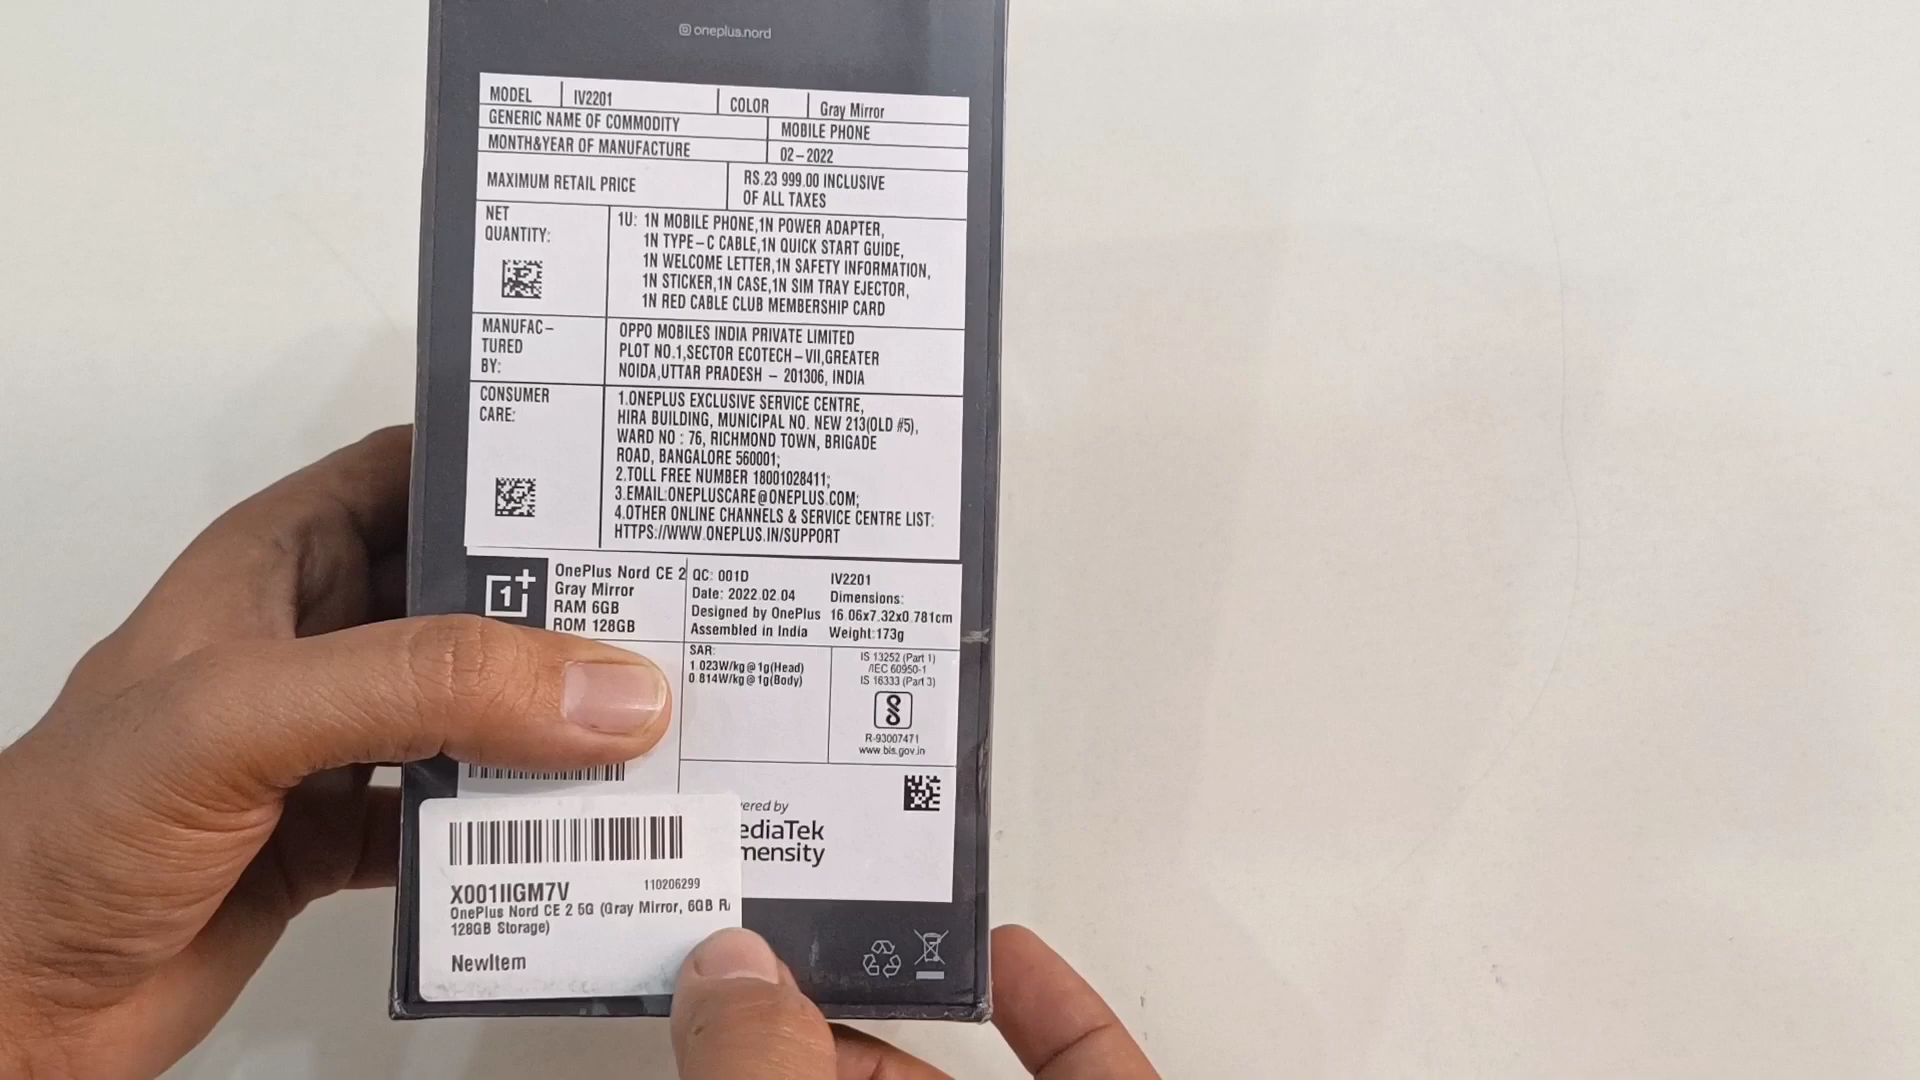 oneplus.nord
MODEL IV2201 COLOR Gray Mirror
GENERIC NAME OF COMMODITY MOBILE PHONE
MONTH&YEAR OF MANUFACTURE 02-2022
MAXIMUM RETAIL PRICE RS.23 999.00 INCLUSIVE
OF ALL TAXES
NET
QUANTITY:
1U: 1N MOBILE PHONE,1N POWER ADAPTER,
1N TYPE-C CABLE,1N QUICK START GUIDE,
1N WELCOME LETTER,1N SAFETY INFORMATION,
1N STICKER,1N CASE,1N SIM TRAY EJECTOR,
1N RED CABLE CLUB MEMBERSHIP CARD
MANUFAC-
TURED
BY:
OPPO MOBILES INDIA PRIVATE LIMITED
PLOT NO.1,SECTOR ECOTECH-VII,GREATER
NOIDA,UTTAR PRADESH - 201306, INDIA
CONSUMER
CARE:
1.ONEPLUS EXCLUSIVE SERVICE CENTRE,
HIRA BUILDING, MUNICIPAL NO. NEW 213(OLD #5),
WARD NO : 76, RICHMOND TOWN, BRIGADE
ROAD, BANGALORE 560001;
2.TOLL FREE NUMBER 18001028411;
3.EMAIL:ONEPLUSCARE@ONEPLUS.COM;
4.OTHER ONLINE CHANNELS & SERVICE CENTRE LIST:
HTTPS://WWW.ONEPLUS.IN/SUPPORT
1+
OnePlus Nord CE 2
Gray Mirror
RAM 6GB
ROM 128GB
QC: 001D
Date: 2022.02.04
Designed by OnePlus
Assembled in India
IV2201
Dimensions:
16.06x7.32x0.781cm
Weight:173g
SAR:
1.023W/kg@1g(Head)
0.814W/kg@1g(Body)
IS 13252 (Part 1)
/IEC 60950-1
IS 16333 (Part 3)
R-93007471
www.bis.gov.in
ered by
ediaTek
mensity
X001IIGM7V 110206299
OnePlus Nord CE 2 5G (Gray Mirror, 6GB R
128GB Storage)
NewItem